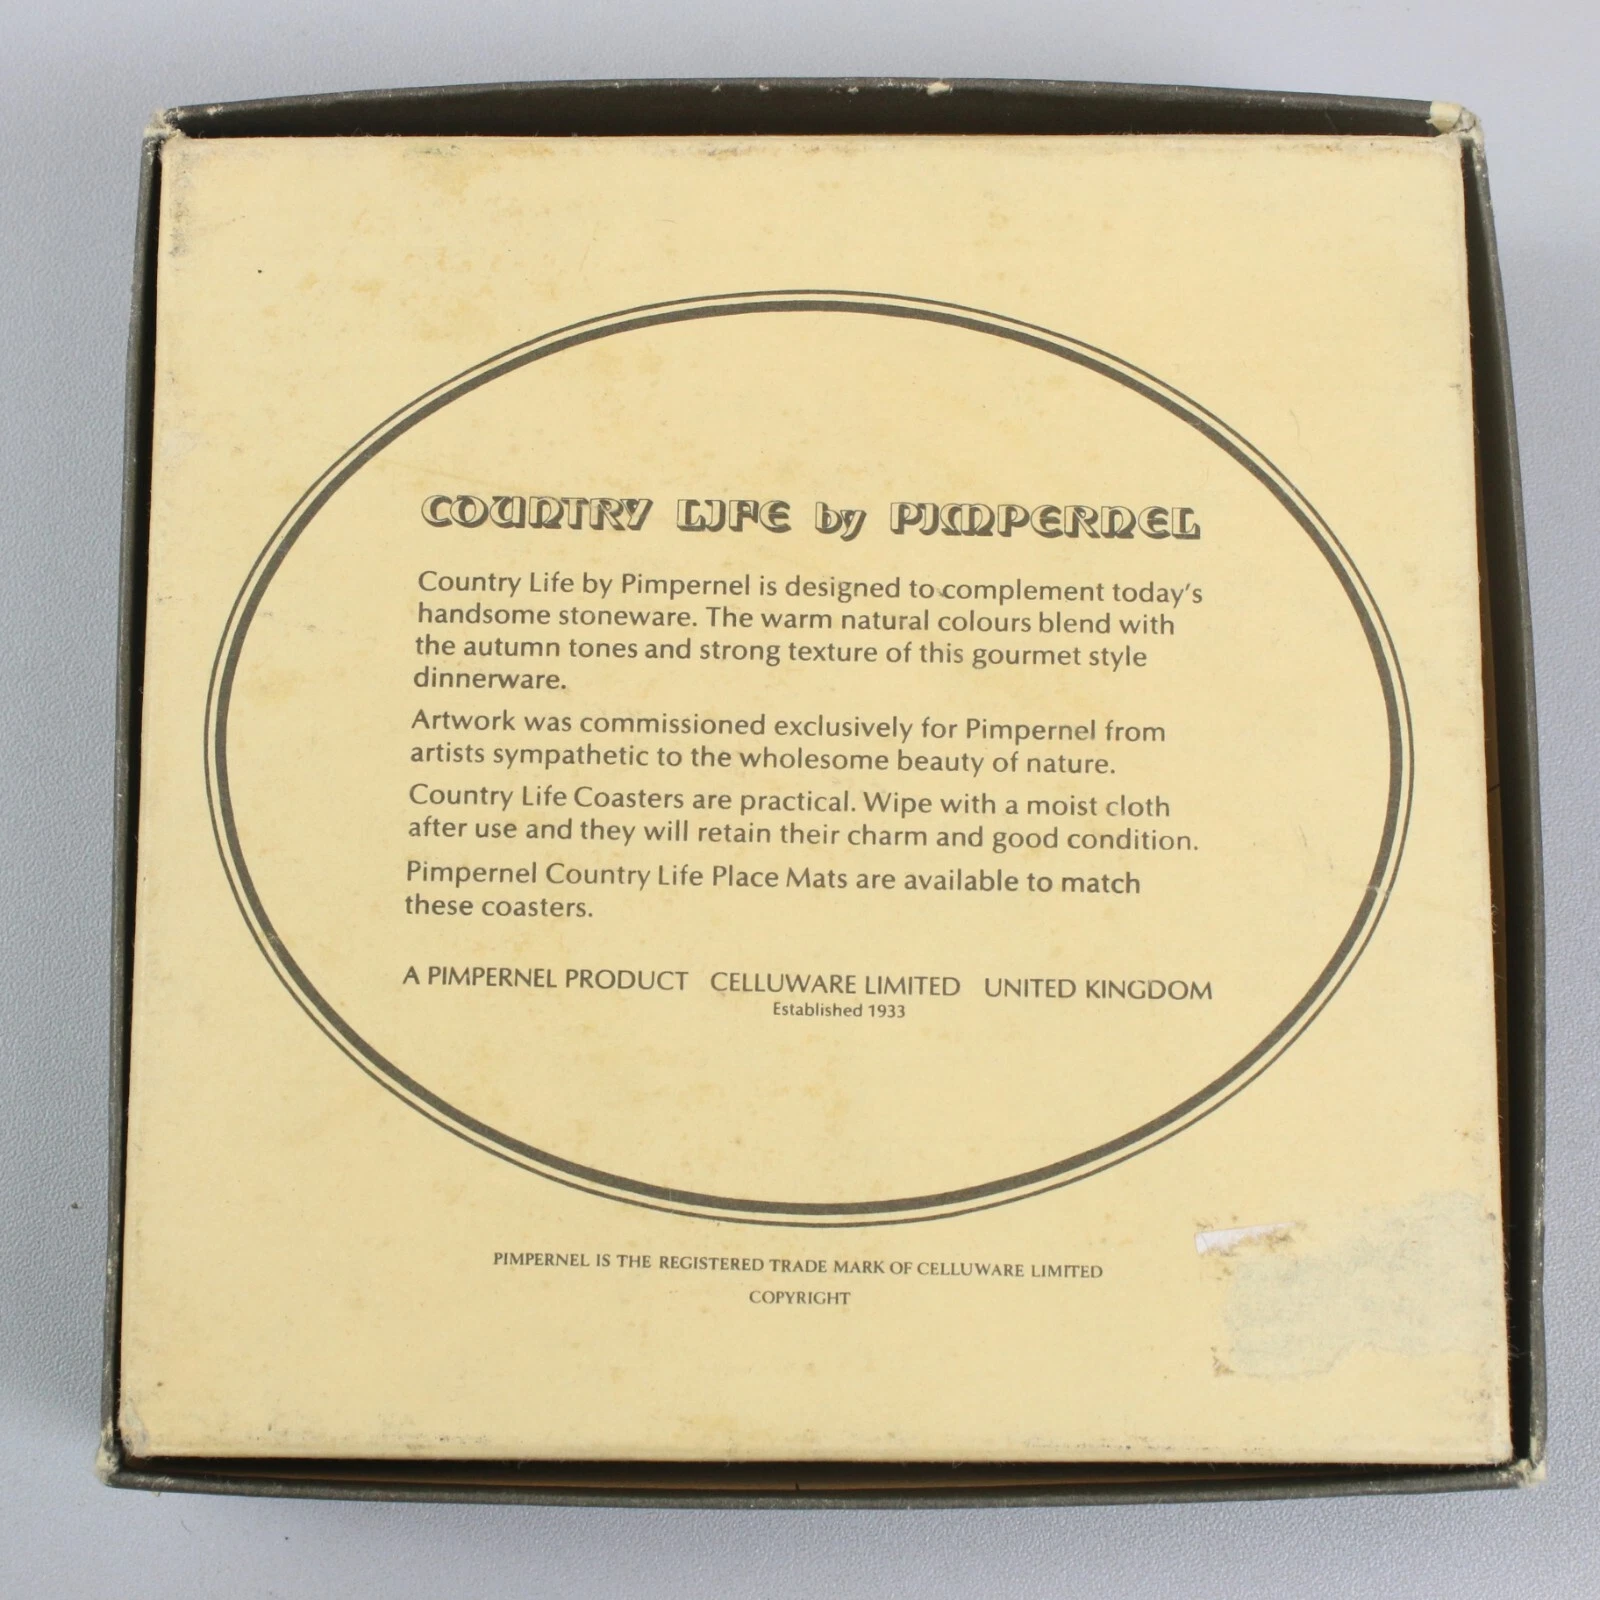 COUNTRY LIFE by PIMPERNEL
Country Life by Pimpernel is designed to complement today's
handsome stoneware. The warm natural colours blend with
the autumn tones and strong texture of this gourmet style
dinnerware.
Artwork was commissioned exclusively for Pimpernel from
artists sympathetic to the wholesome beauty of nature.
Country Life Coasters are practical. Wipe with a moist cloth
after use and they will retain their charm and good condition.
Pimpernel Country Life Place Mats are available to match
these coasters.
A PIMPERNEL PRODUCT CELLUWARE LIMITED UNITED KINGDOM
Established 1933
PIMPERNEL IS THE REGISTERED TRADE MARK OF CELLUWARE LIMITED
COPYRIGHT